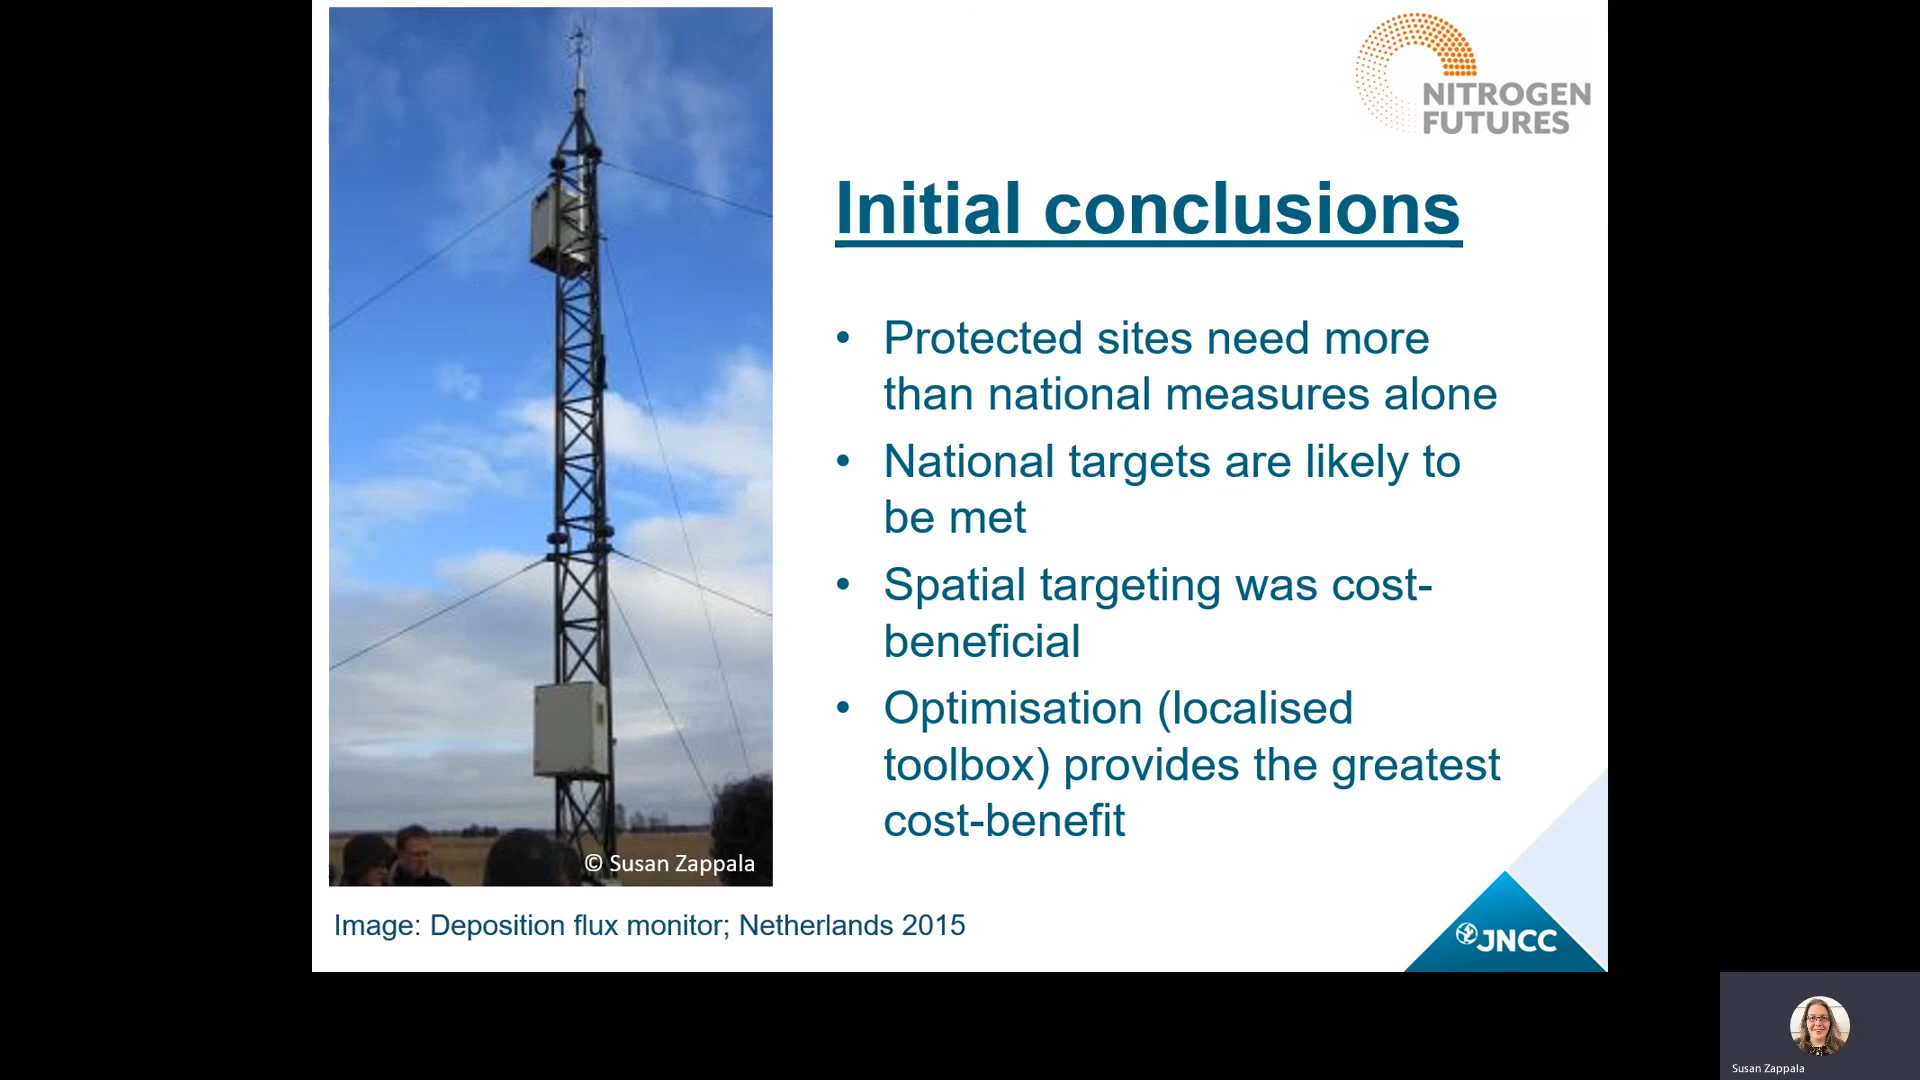 NITROGEN
FUTURES
Initial conclusions
• Protected sites need more
than national measures alone
• National targets are likely to
be met
• Spatial targeting was cost-
beneficial
• Optimisation (localised
toolbox) provides the greatest
cost-benefit
© Susan Zappala
Image: Deposition flux monitor; Netherlands 2015
JNCC
Susan Zappala